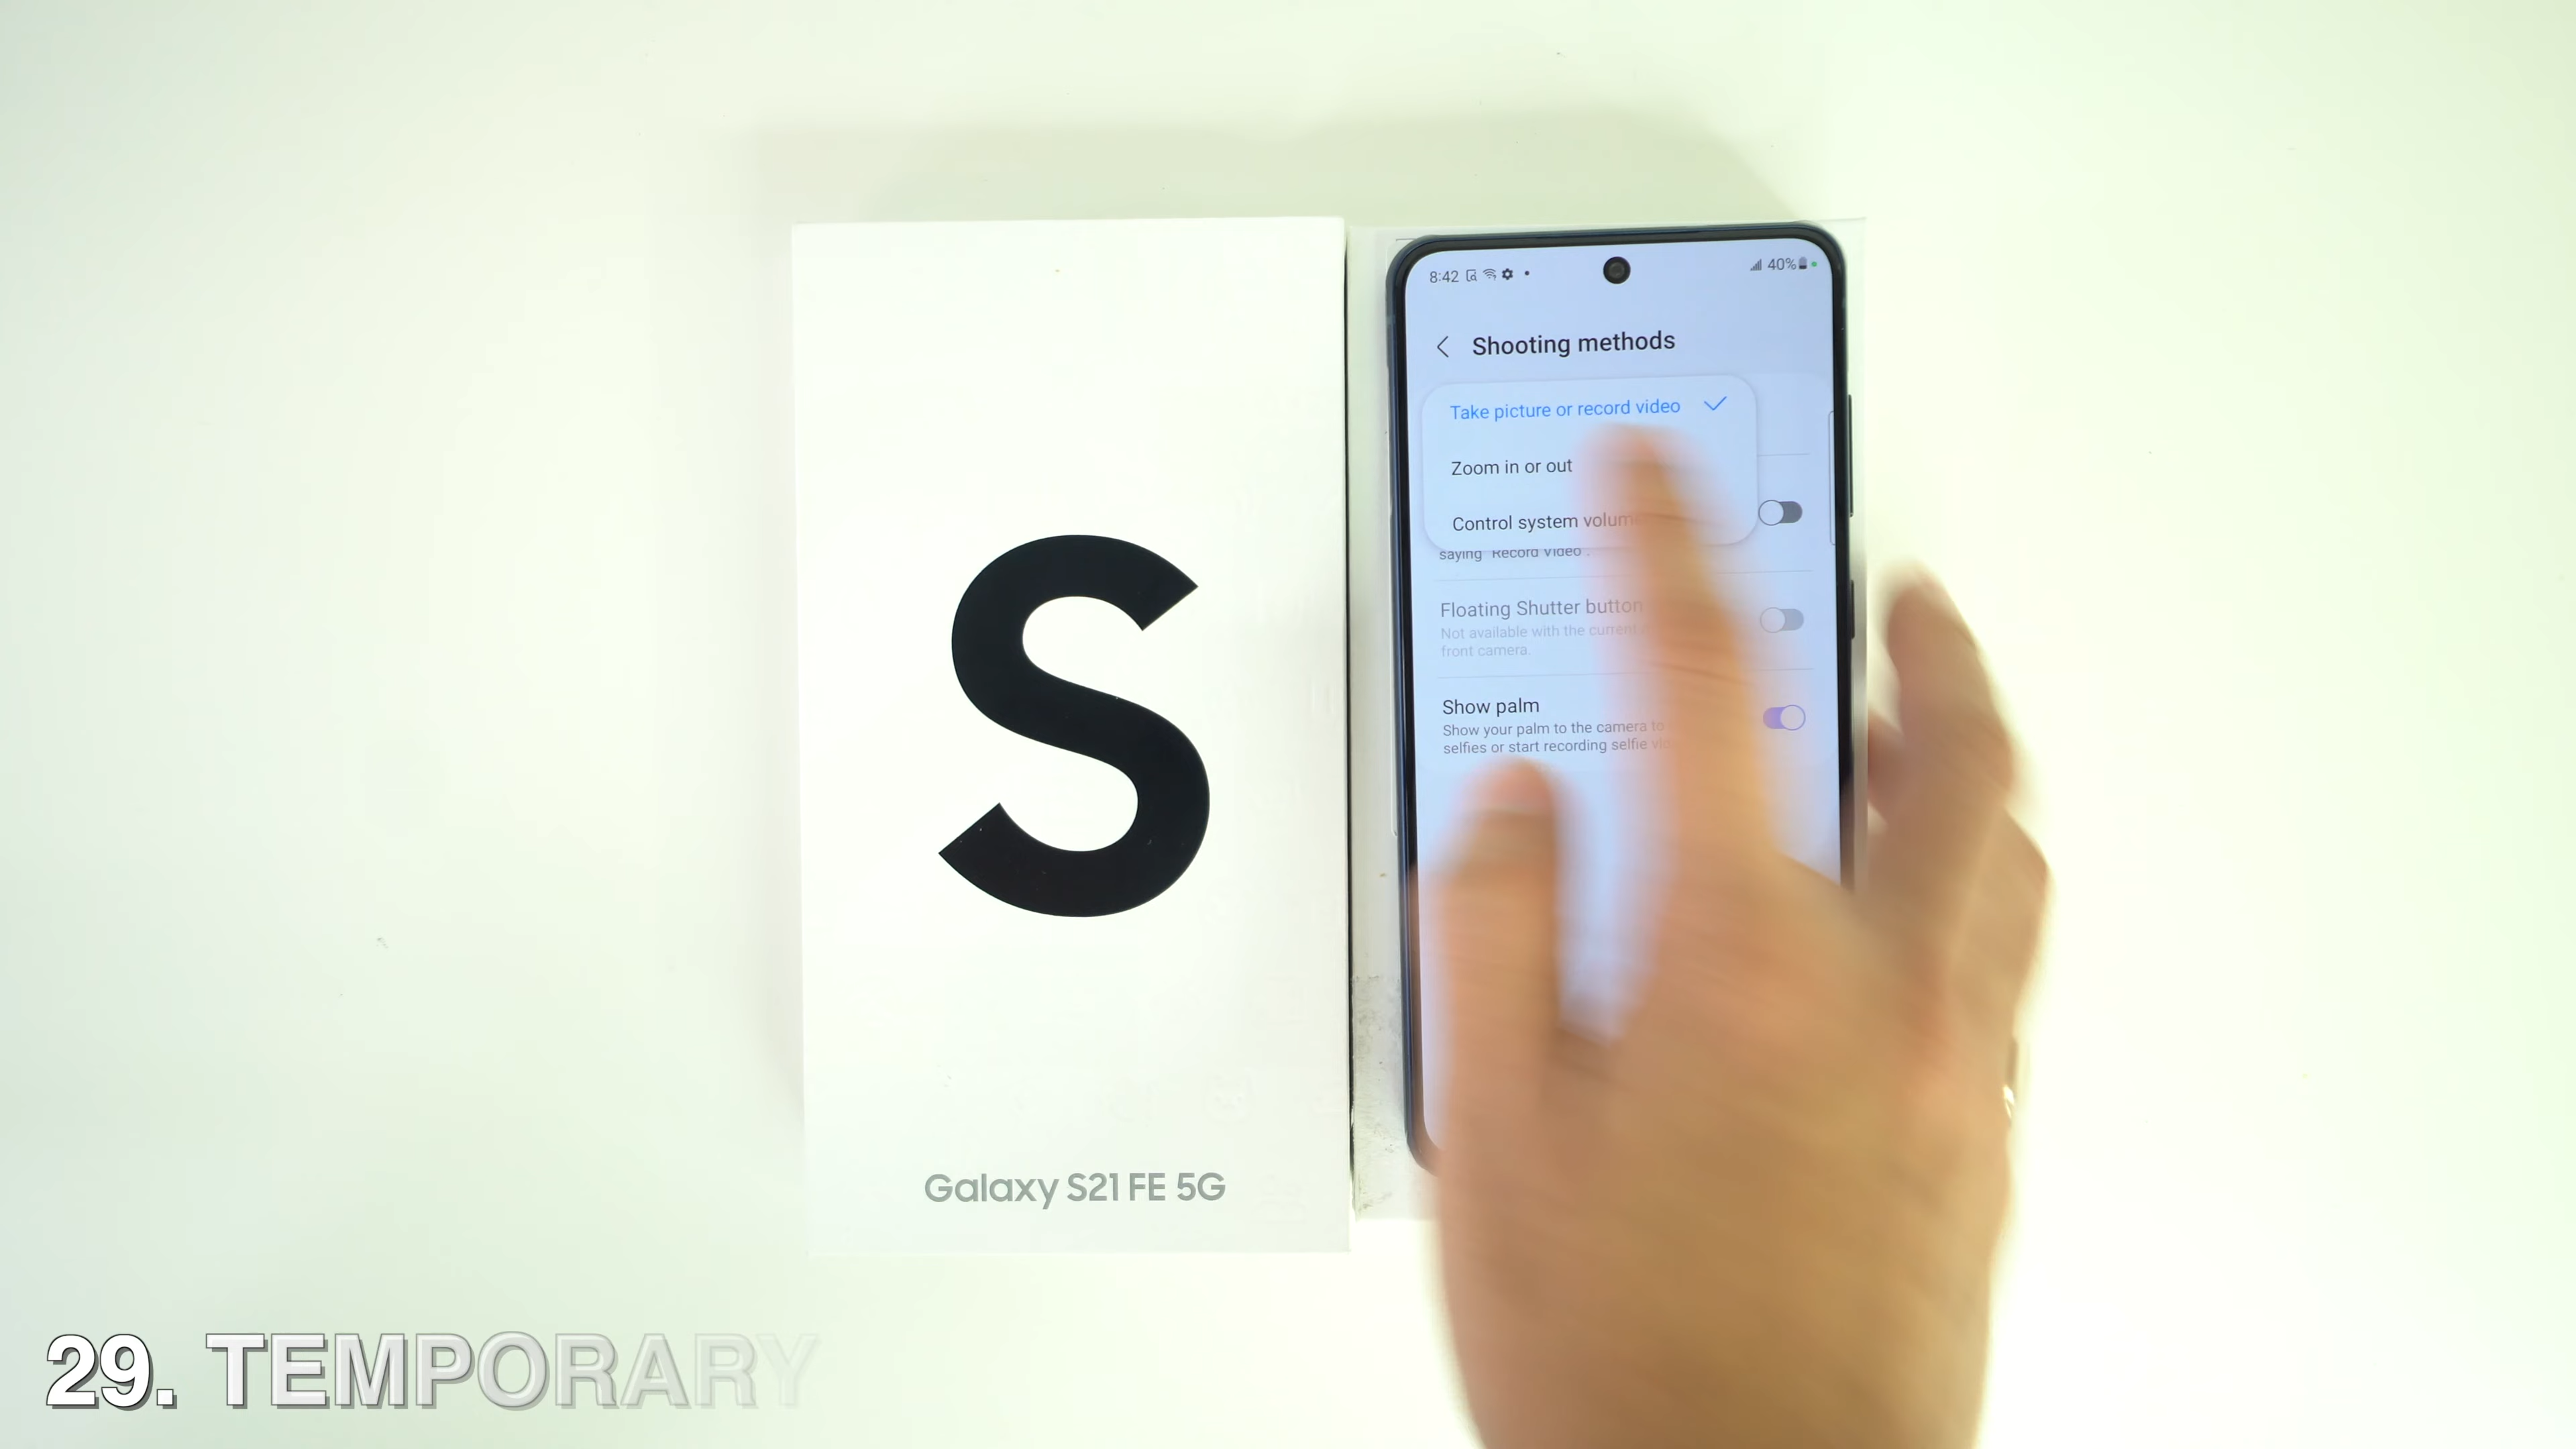 S
Galaxy S21 FE 5G
8:42
40%
Shooting methods
Take picture or record video
Zoom in or out
Control system volume
saying "Record Video".
Floating Shutter button
Not available with the current
front camera.
Show palm
Show your palm to the camera to
selfies or start recording selfie
29. TEMPORARY